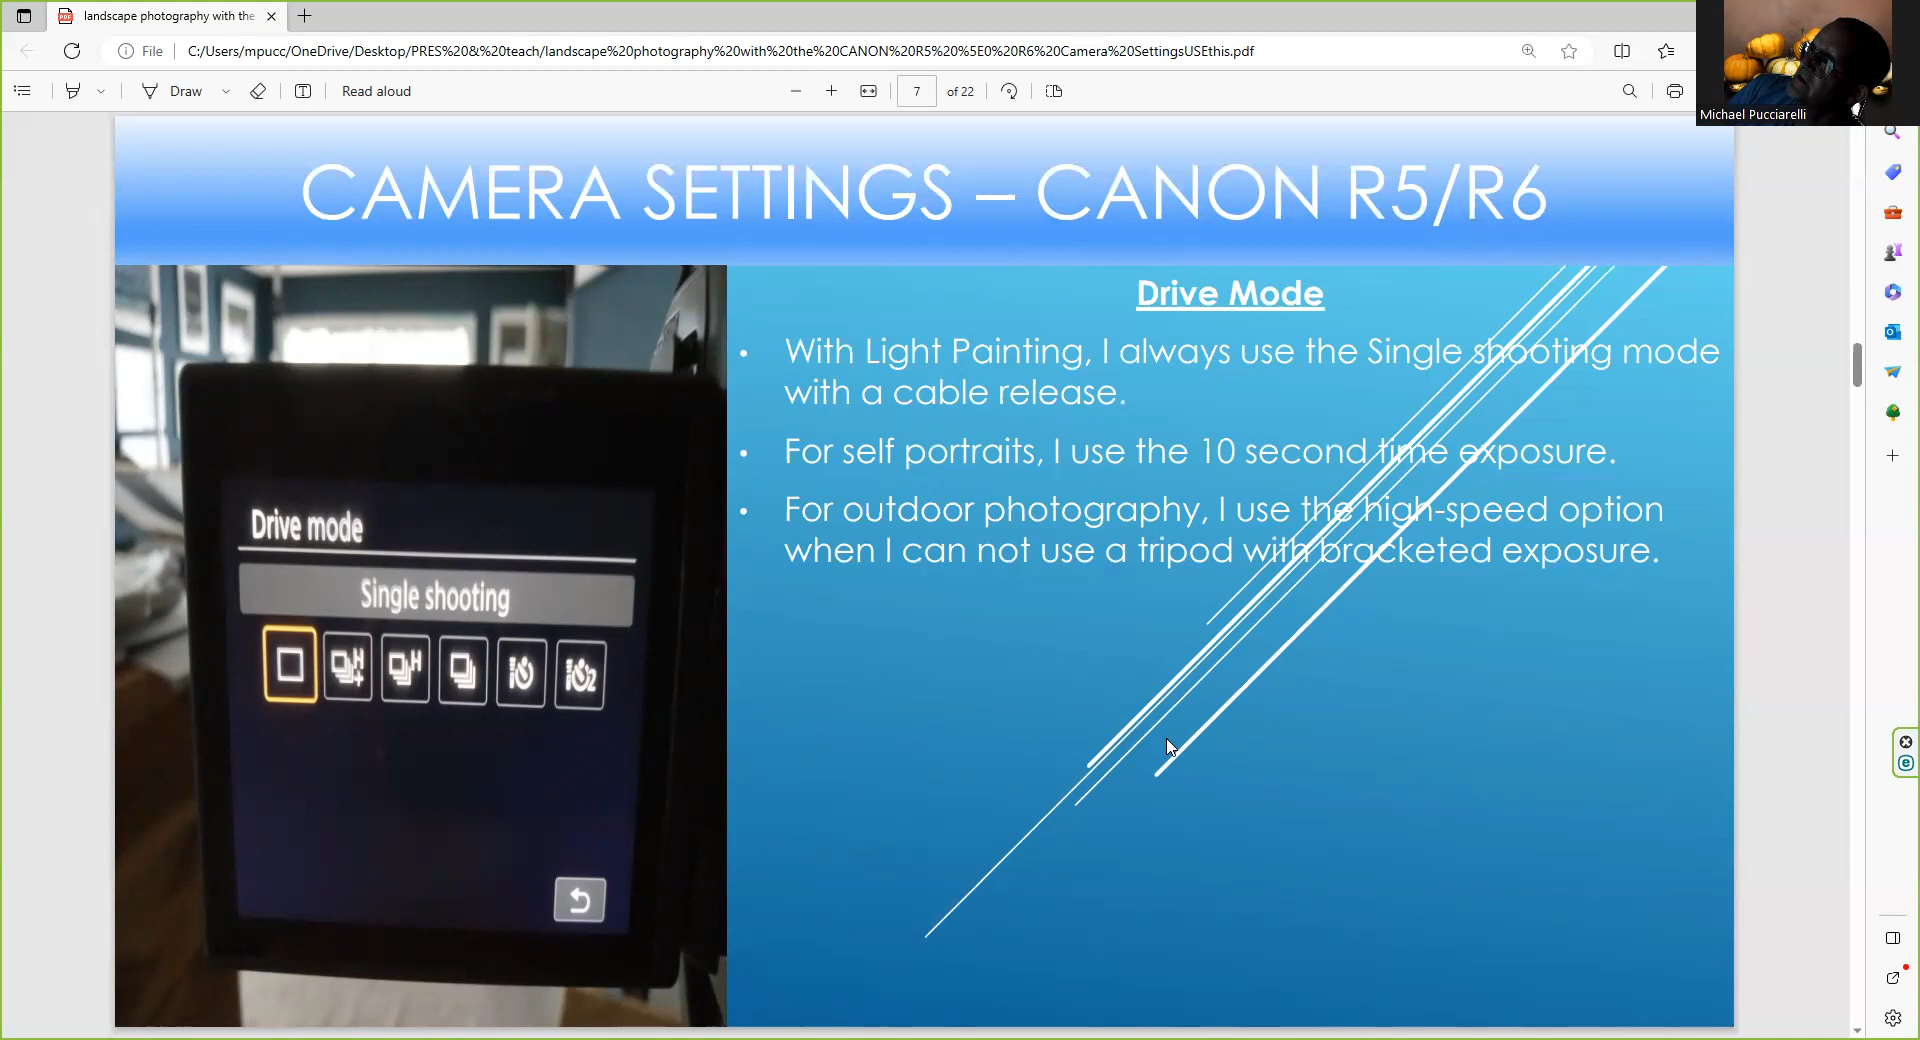 landscape photography with the
File
C:/Users/mpucc/OneDrive/Desktop/PRES%20&%20teach/landscape%20photography%20with%20the%20CANON%20R5%20%5E0%20R6%20Camera%20SettingsUSEthis.pdf
Draw
Read aloud
7
of 22
Michael Pucciarelli
CAMERA SETTINGS – CANON R5/R6
Drive Mode
• With Light Painting, I always use the Single shooting mode
with a cable release.
• For self portraits, I use the 10 second time exposure.
• For outdoor photography, I use the high-speed option
when I can not use a tripod with bracketed exposure.
Drive mode
Single shooting
H+
H
2